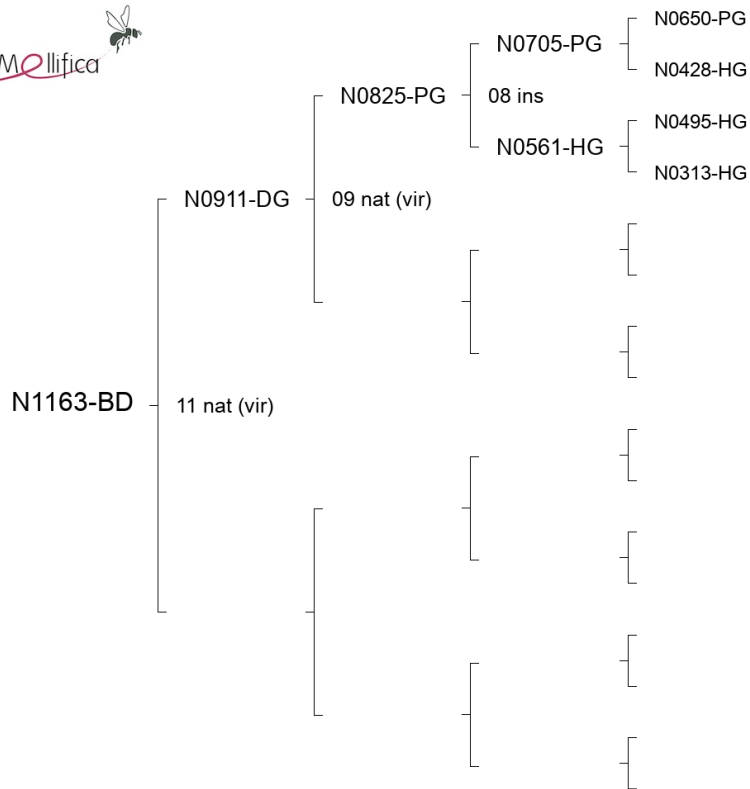 Mellifica
N0650-PG
N0705-PG
N0428-HG
N0825-PG
08 ins
N0495-HG
N0561-HG
N0313-HG
N0911-DG
09 nat (vir)
N1163-BD
11 nat (vir)